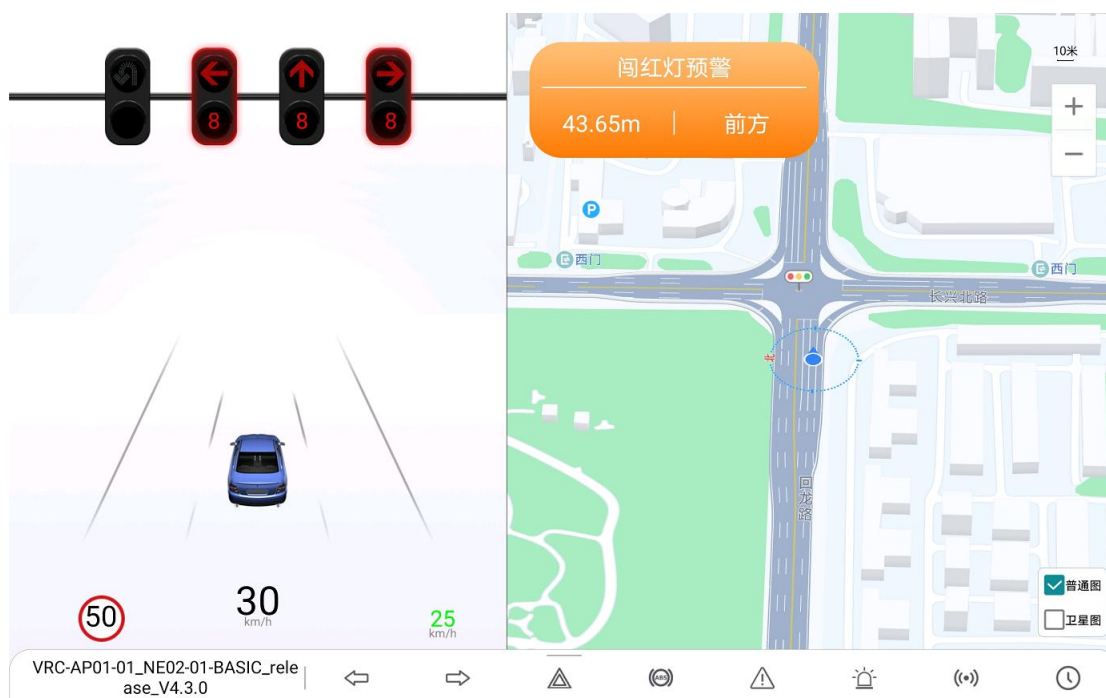 8
8
8
50
30
km/h
25
km/h
VRC-AP01-01_NE02-01-BASIC_rele
ase_V4.3.0
ABS
闯红灯预警
43.65m
前方
10米
+
−
P
西门
西门
长兴北路
北
回龙路
普通图
卫星图